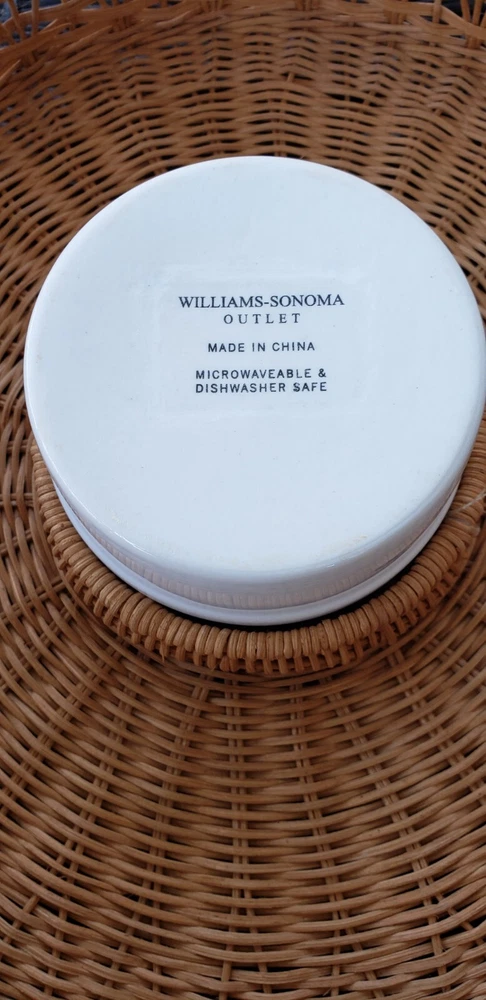 WILLIAMS-SONOMA
OUTLET
MADE IN CHINA
MICROWAVEABLE &
DISHWASHER SAFE